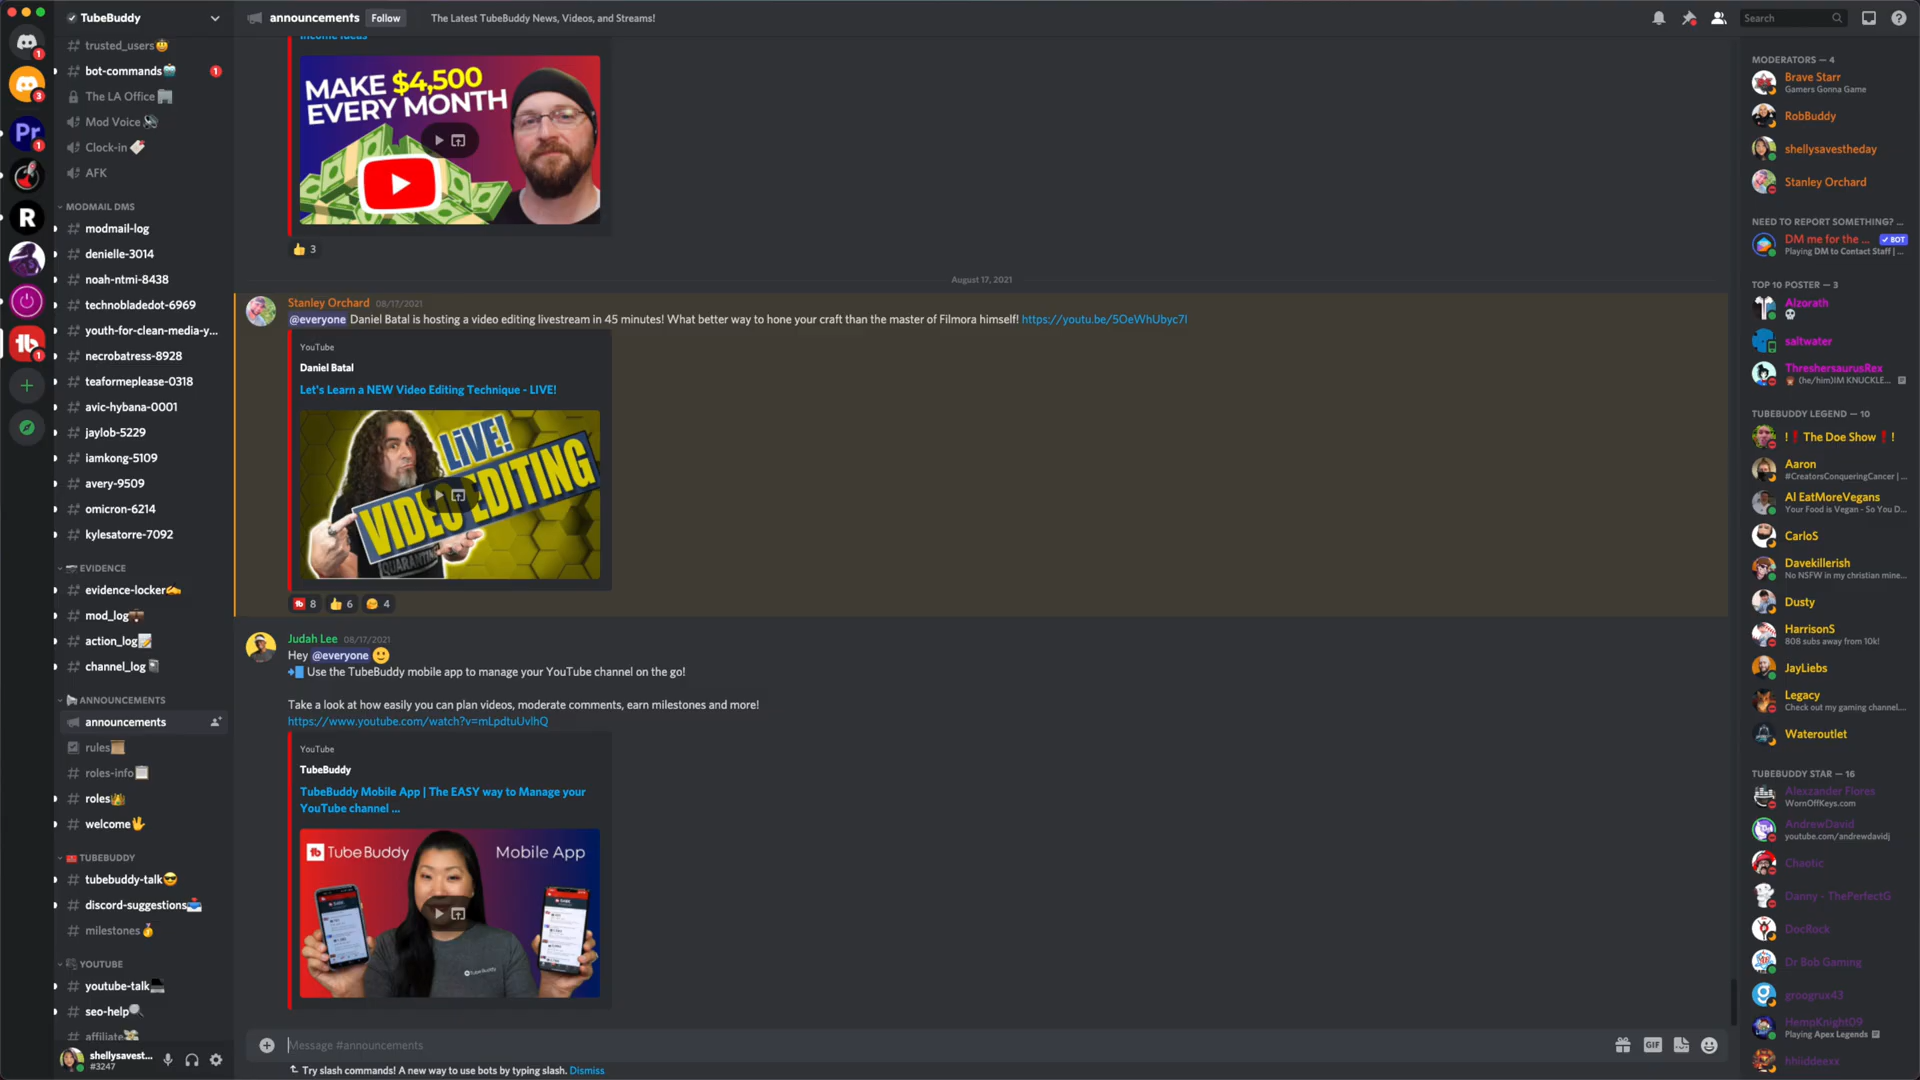 TubeBuddy
announcements
Follow
The Latest TubeBuddy News, Videos, and Streams!
Search
1
3
Pr
1
R
tb
1
trusted_users
bot-commands
1
The LA Office
Mod Voice
Clock-in
AFK
MODMAIL DMS
modmail-log
denielle-3014
noah-ntmi-8438
technobladedot-6969
youth-for-clean-media-y...
necrobatress-8928
teaformeplease-0318
avic-hybana-0001
jaylob-5229
iamkong-5109
avery-9509
omicron-6214
kylesatorre-7092
EVIDENCE
evidence-locker
mod_log
action_log
channel_log
ANNOUNCEMENTS
announcements
rules
roles-info
roles
welcome
TUBEBUDDY
tubebuddy-talk
discord-suggestions
milestones
YOUTUBE
youtube-talk
seo-help
affiliate
shellysavest...
#3247
Income Ideas
MAKE $4,500
EVERY MONTH
3
August 17, 2021
Stanley Orchard 08/17/2021
@everyone Daniel Batal is hosting a video editing livestream in 45 minutes! What better way to hone your craft than the master of Filmora himself! https://youtu.be/5OeWhUbyc7I
YouTube
Daniel Batal
Let's Learn a NEW Video Editing Technique - LIVE!
LiVE!
VIDEO EDITING
QUARANTINE
8 6 4
Judah Lee 08/17/2021
Hey @everyone
Use the TubeBuddy mobile app to manage your YouTube channel on the go!
Take a look at how easily you can plan videos, moderate comments, earn milestones and more!
https://www.youtube.com/watch?v=mLpdtuUvlhQ
YouTube
TubeBuddy
TubeBuddy Mobile App | The EASY way to Manage your
YouTube channel ...
tb TubeBuddy Mobile App
TubeBuddy
Message #announcements
GIF
Try slash commands! A new way to use bots by typing slash. Dismiss
MODERATORS — 4
Brave Starr
Gamers Gonna Game
RobBuddy
shellysavestheday
Stanley Orchard
NEED TO REPORT SOMETHING? ...
DM me for the ... BOT
Playing DM to Contact Staff | ...
TOP 10 POSTER — 3
Alzorath
saltwater
ThreshersaurusRex
(he/him)IM KNUCKLE...
TUBEBUDDY LEGEND — 10
! The Doe Show !
Aaron
#CreatorsConqueringCancer | ...
Al EatMoreVegans
Your Food is Vegan - So You D...
CarloS
Davekillerish
No NSFW in my christian mine...
Dusty
HarrisonS
808 subs away from 10k!
JayLiebs
Legacy
Check out my gaming channel....
Wateroutlet
TUBEBUDDY STAR — 16
Alexzander Flores
WornOffKeys.com
AndrewDavid
youtube.com/andrewdavidj
Chaotic
Danny - ThePerfectG
DocRock
Dr Bob Gaming
groogrux43
HempKnight09
Playing Apex Legends
hhiiddeexx